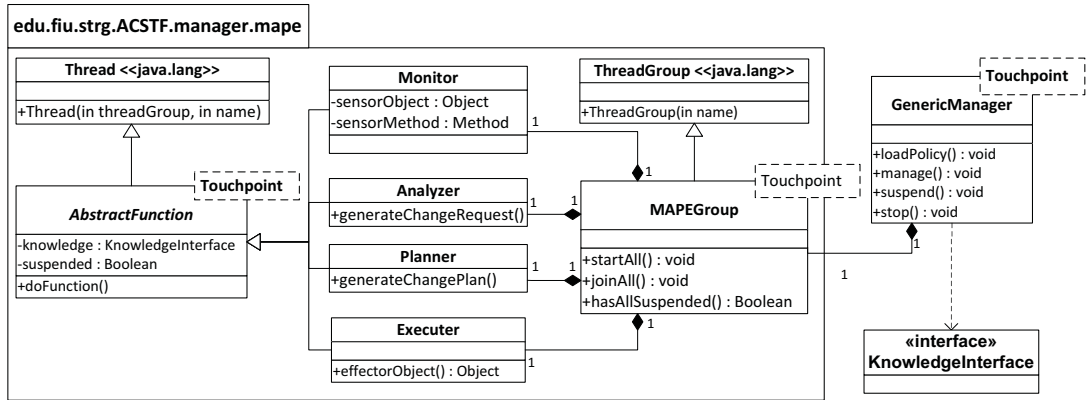 edu.fiu.strg.ACSTF.manager.mape
Thread <<java.lang>>
+Thread(in threadGroup, in name)
Monitor
-sensorObject : Object
-sensorMethod : Method
1
ThreadGroup <<java.lang>>
+ThreadGroup(in name)
Touchpoint
GenericManager
+loadPolicy() : void
+manage() : void
+suspend() : void
+stop() : void
1
Touchpoint
AbstractFunction
-knowledge : KnowledgeInterface
-suspended : Boolean
+doFunction()
Analyzer
+generateChangeRequest()
1
1
Planner
+generateChangePlan()
1
1
Executer
+effectorObject() : Object
1
1
Touchpoint
MAPEGroup
+startAll() : void
+joinAll() : void
+hasAllSuspended() : Boolean
1
1
«interface»
KnowledgeInterface